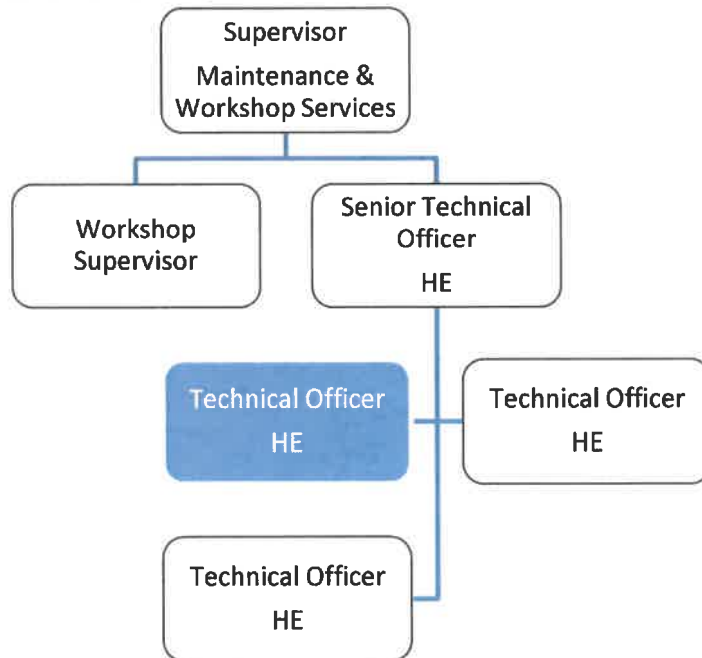 Supervisor
Maintenance &
Workshop Services
Workshop
Supervisor
Senior Technical
Officer
HE
Technical Officer
HE
Technical Officer
HE
Technical Officer
HE